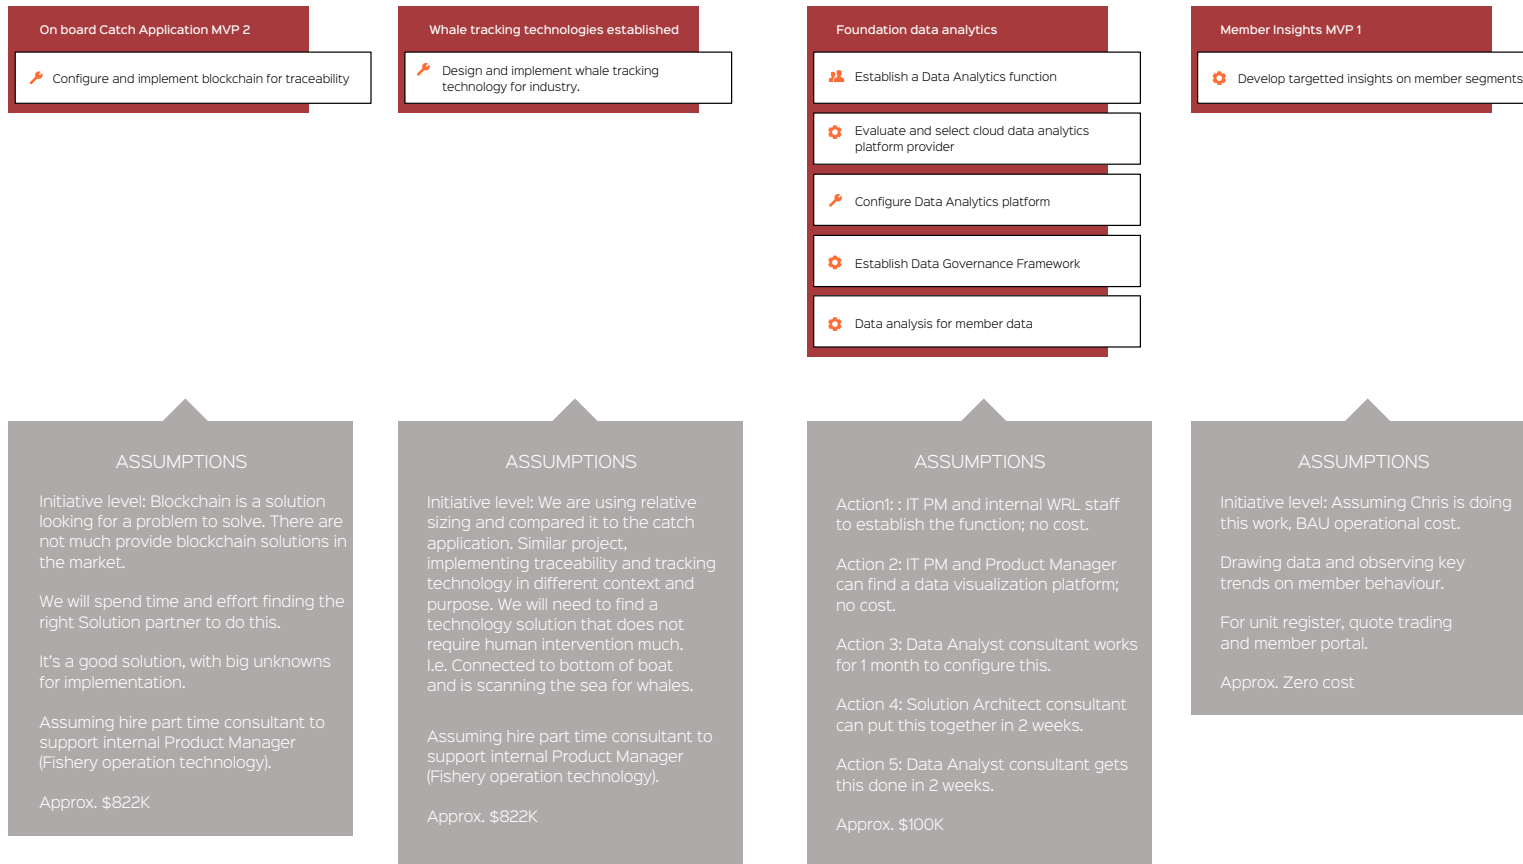 On board Catch Application MVP 2
Configure and implement blockchain for traceability
Whale tracking technologies established
Design and implement whale tracking
technology for industry.
Foundation data analytics
Establish a Data Analytics function
Evaluate and select cloud data analytics
platform provider
Configure Data Analytics platform
Establish Data Governance Framework
Data analysis for member data
Member Insights MVP 1
Develop targetted insights on member segments
ASSUMPTIONS
Initiative level: Blockchain is a solution
looking for a problem to solve. There are
not much provide blockchain solutions in
the market.
We will spend time and effort finding the
right Solution partner to do this.
It's a good solution, with big unknowns
for implementation.
Assuming hire part time consultant to
support internal Product Manager
(Fishery operation technology).
Approx. $822K
ASSUMPTIONS
Initiative level: We are using relative
sizing and compared it to the catch
application. Similar project,
implementing traceability and tracking
technology in different context and
purpose. We will need to find a
technology solution that does not
require human intervention much.
I.e. Connected to bottom of boat
and is scanning the sea for whales.
Assuming hire part time consultant to
support internal Product Manager
(Fishery operation technology).
Approx. $822K
ASSUMPTIONS
Action1: : IT PM and internal WRL staff
to establish the function; no cost.
Action 2: IT PM and Product Manager
can find a data visualization platform;
no cost.
Action 3: Data Analyst consultant works
for 1 month to configure this.
Action 4: Solution Architect consultant
can put this together in 2 weeks.
Action 5: Data Analyst consultant gets
this done in 2 weeks.
Approx. $100K
ASSUMPTIONS
Initiative level: Assuming Chris is doing
this work, BAU operational cost.
Drawing data and observing key
trends on member behaviour.
For unit register, quote trading
and member portal.
Approx. Zero cost